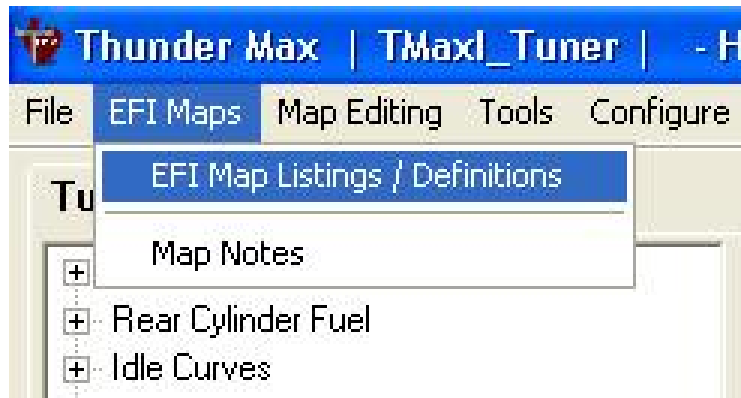 Thunder Max | TMaxI_Tuner | - H
File EFI Maps Map Editing Tools Configure
EFI Map Listings / Definitions
Tu
Map Notes
Rear Cylinder Fuel
Idle Curves